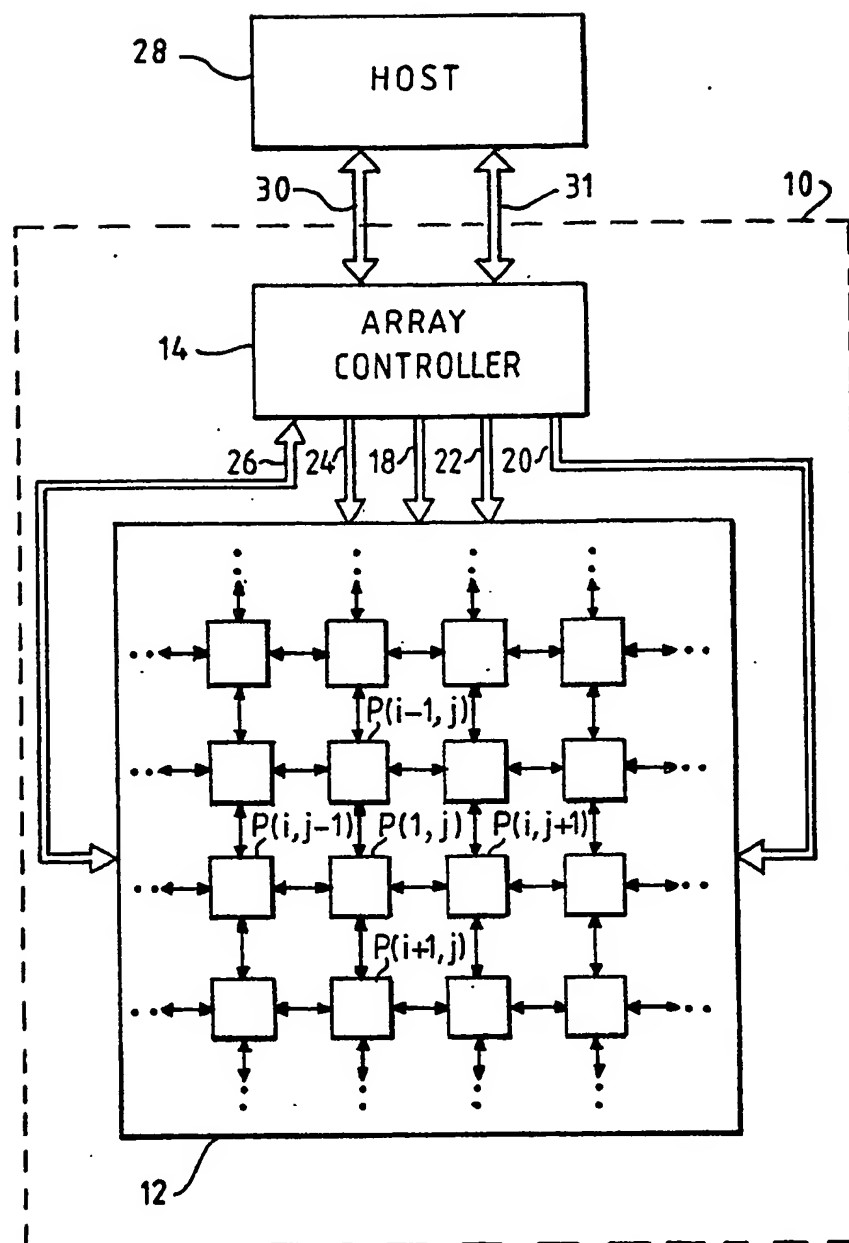 28
HOST
30
31
10
14
ARRAY
CONTROLLER
26
24
18
22
20
P(i-1,j)
P(i,j-1)
P(1,j)
P(i,j+1)
P(i+1,j)
12